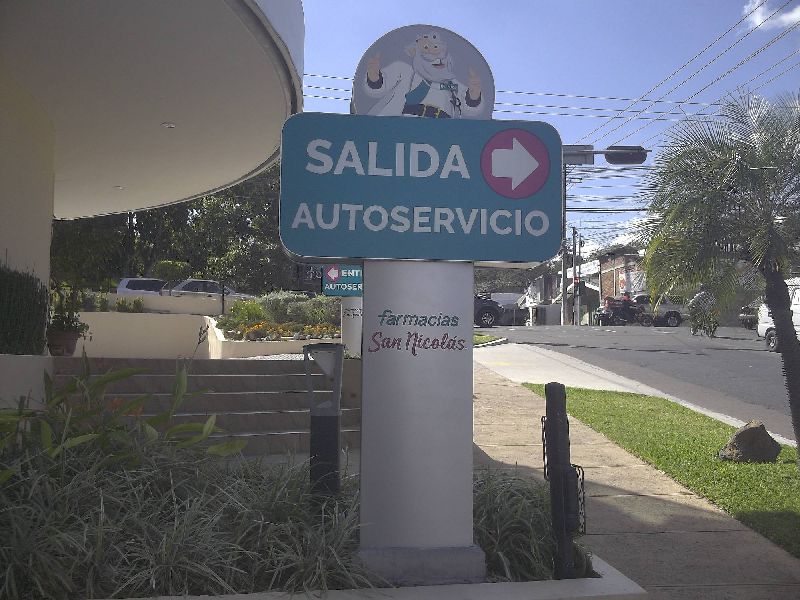 SALIDA
AUTOSERVICIO
farmacias
San Nicolás